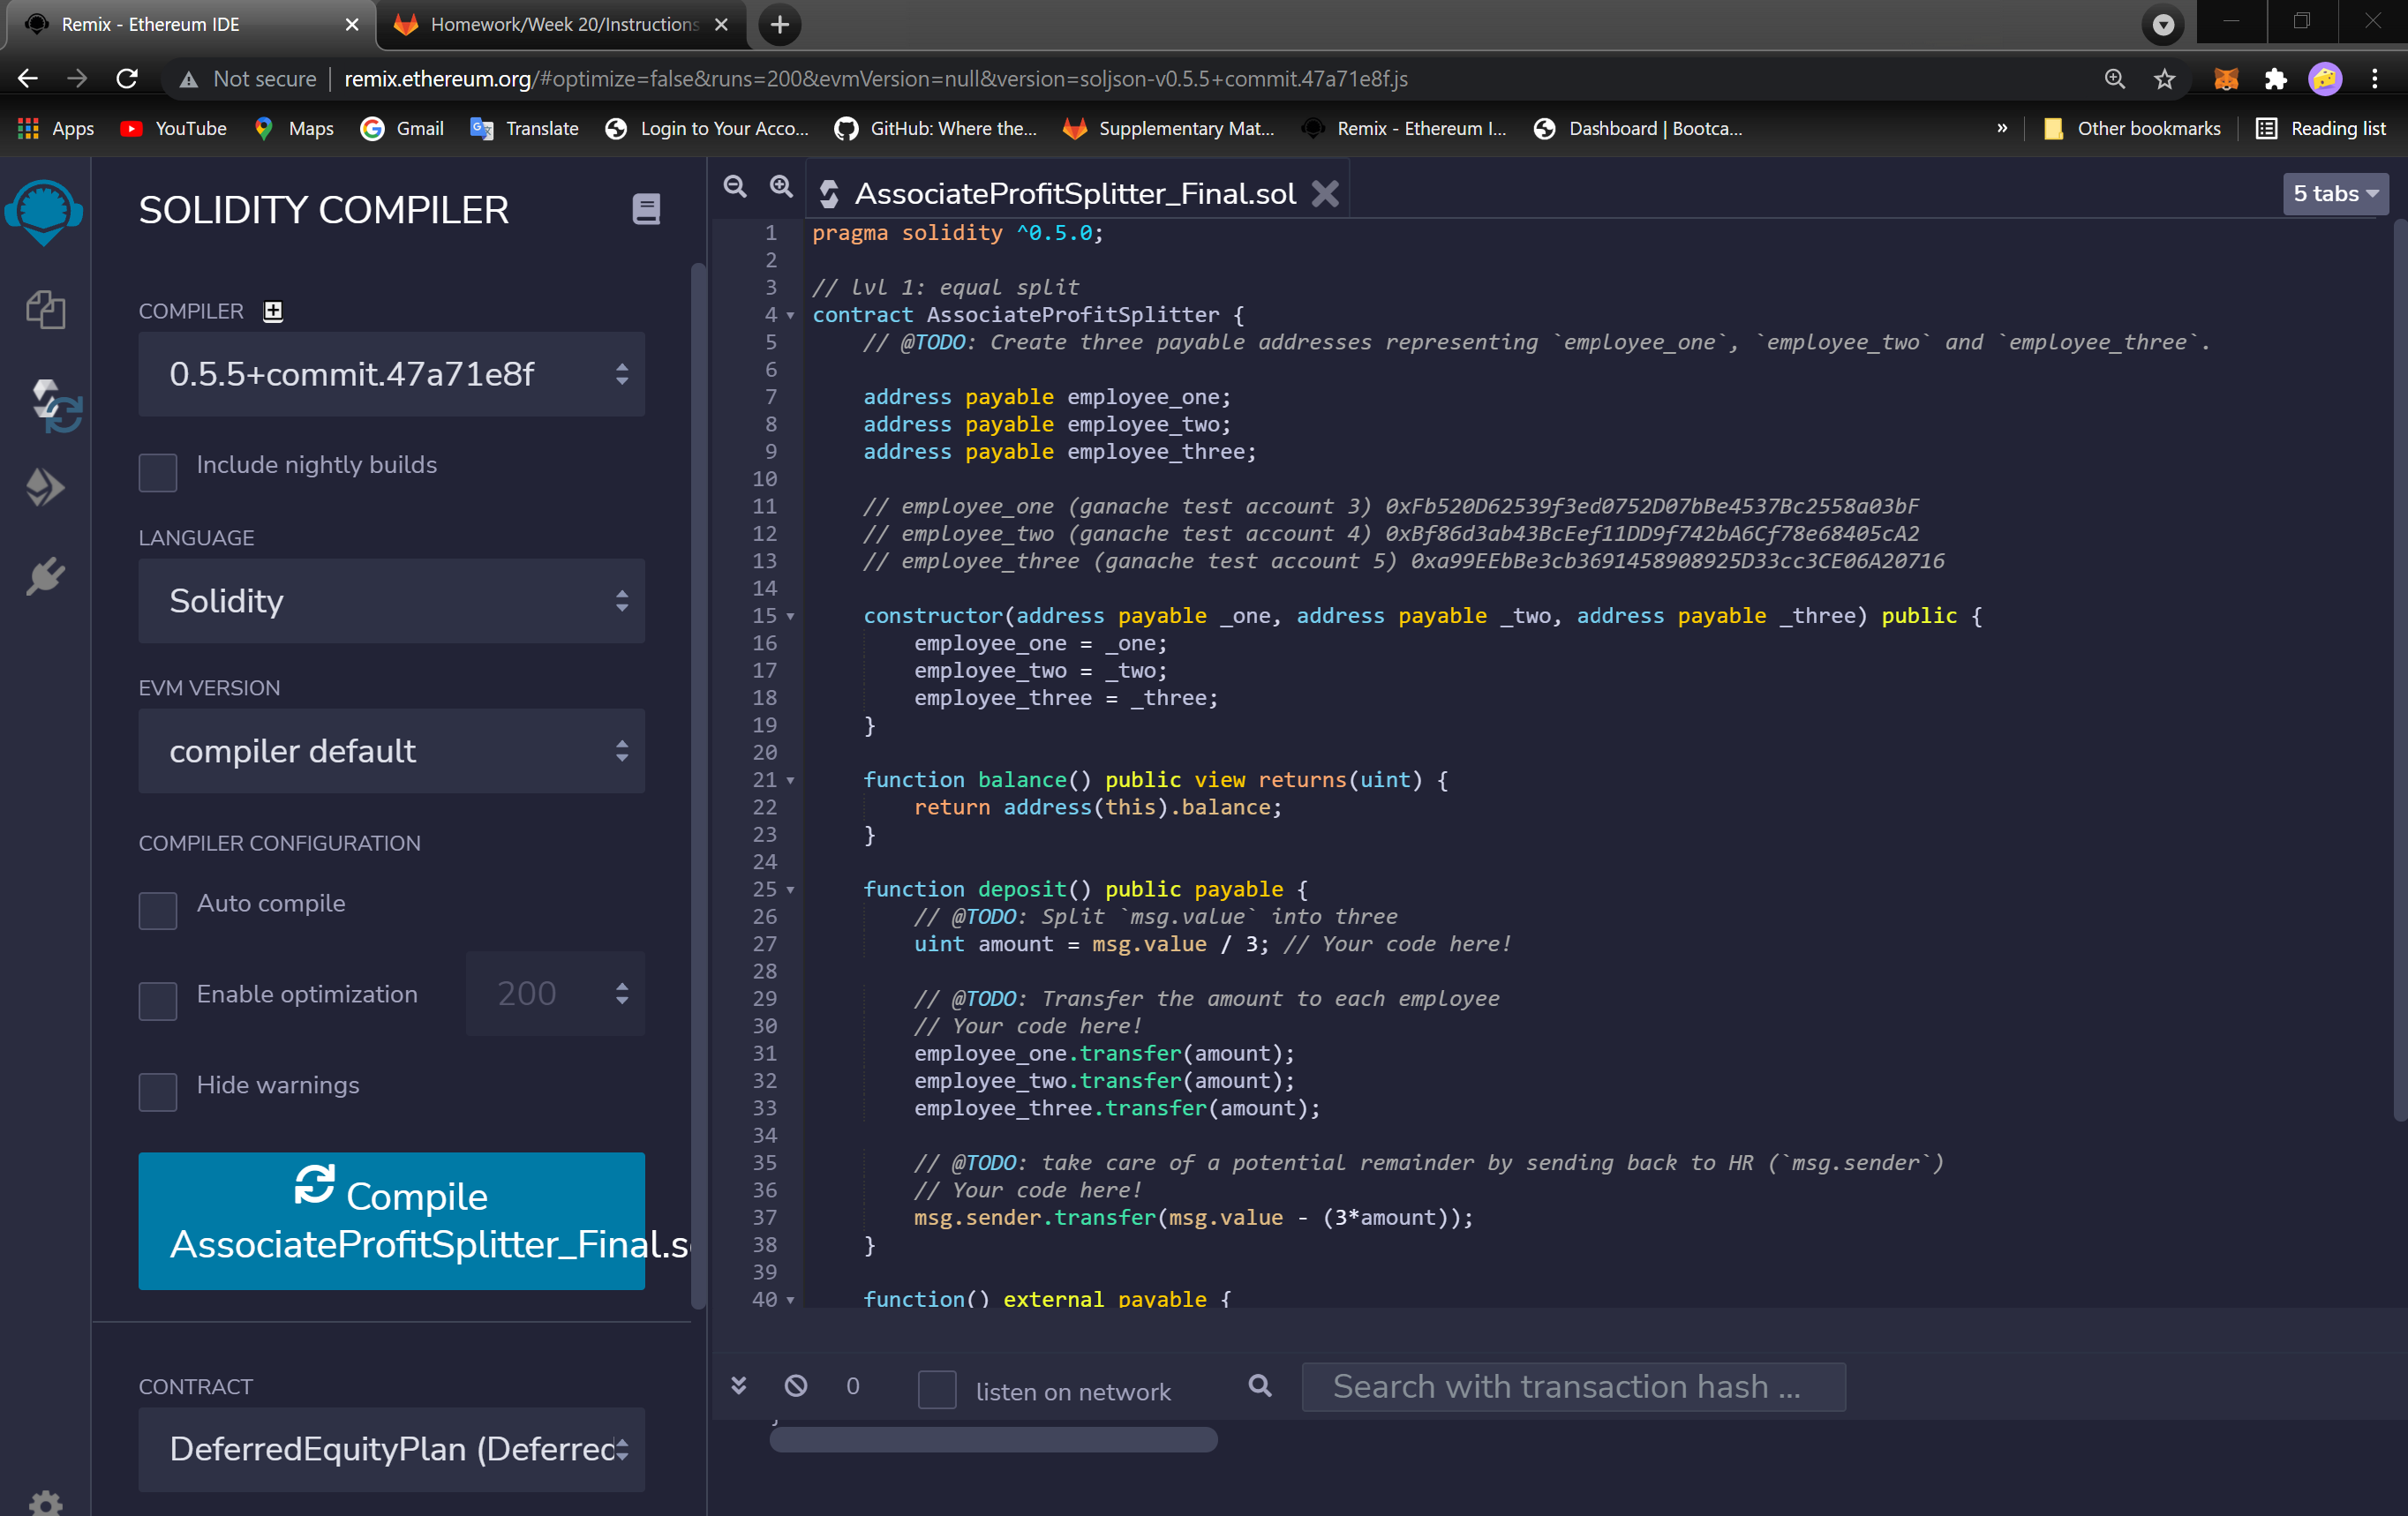 Remix - Ethereum IDE
Homework/Week 20/Instructions
Not secure
remix.ethereum.org/#optimize=false&runs=200&evmVersion=null&version=soljson-v0.5.5+commit.47a71e8f.js
Apps
YouTube
Maps
Gmail
Translate
Login to Your Acco...
GitHub: Where the...
Supplementary Mat...
Remix - Ethereum I...
Dashboard | Bootca...
»
Other bookmarks
Reading list
SOLIDITY COMPILER
COMPILER
0.5.5+commit.47a71e8f
Include nightly builds
LANGUAGE
Solidity
EVM VERSION
compiler default
COMPILER CONFIGURATION
Auto compile
Enable optimization
200
Hide warnings
Compile
AssociateProfitSplitter_Final.s
CONTRACT
DeferredEquityPlan (Deferred
AssociateProfitSplitter_Final.sol
5 tabs
1 pragma solidity ^0.5.0;
2
3 // lvl 1: equal split
4 contract AssociateProfitSplitter {
5 // @TODO: Create three payable addresses representing `employee_one`, `employee_two` and `employee_three`.
6
7 address payable employee_one;
8 address payable employee_two;
9 address payable employee_three;
10
11 // employee_one (ganache test account 3) 0xFb520D62539f3ed0752D07bBe4537Bc2558a03bF
12 // employee_two (ganache test account 4) 0xBf86d3ab43BcEef11DD9f742bA6Cf78e68405cA2
13 // employee_three (ganache test account 5) 0xa99EEbBe3cb3691458908925D33cc3CE06A20716
14
15 constructor(address payable _one, address payable _two, address payable _three) public {
16 employee_one = _one;
17 employee_two = _two;
18 employee_three = _three;
19 }
20
21 function balance() public view returns(uint) {
22 return address(this).balance;
23 }
24
25 function deposit() public payable {
26 // @TODO: Split `msg.value` into three
27 uint amount = msg.value / 3; // Your code here!
28
29 // @TODO: Transfer the amount to each employee
30 // Your code here!
31 employee_one.transfer(amount);
32 employee_two.transfer(amount);
33 employee_three.transfer(amount);
34
35 // @TODO: take care of a potential remainder by sending back to HR (`msg.sender`)
36 // Your code here!
37 msg.sender.transfer(msg.value - (3*amount));
38 }
39
40 function() external payable {
0
listen on network
Search with transaction hash ...